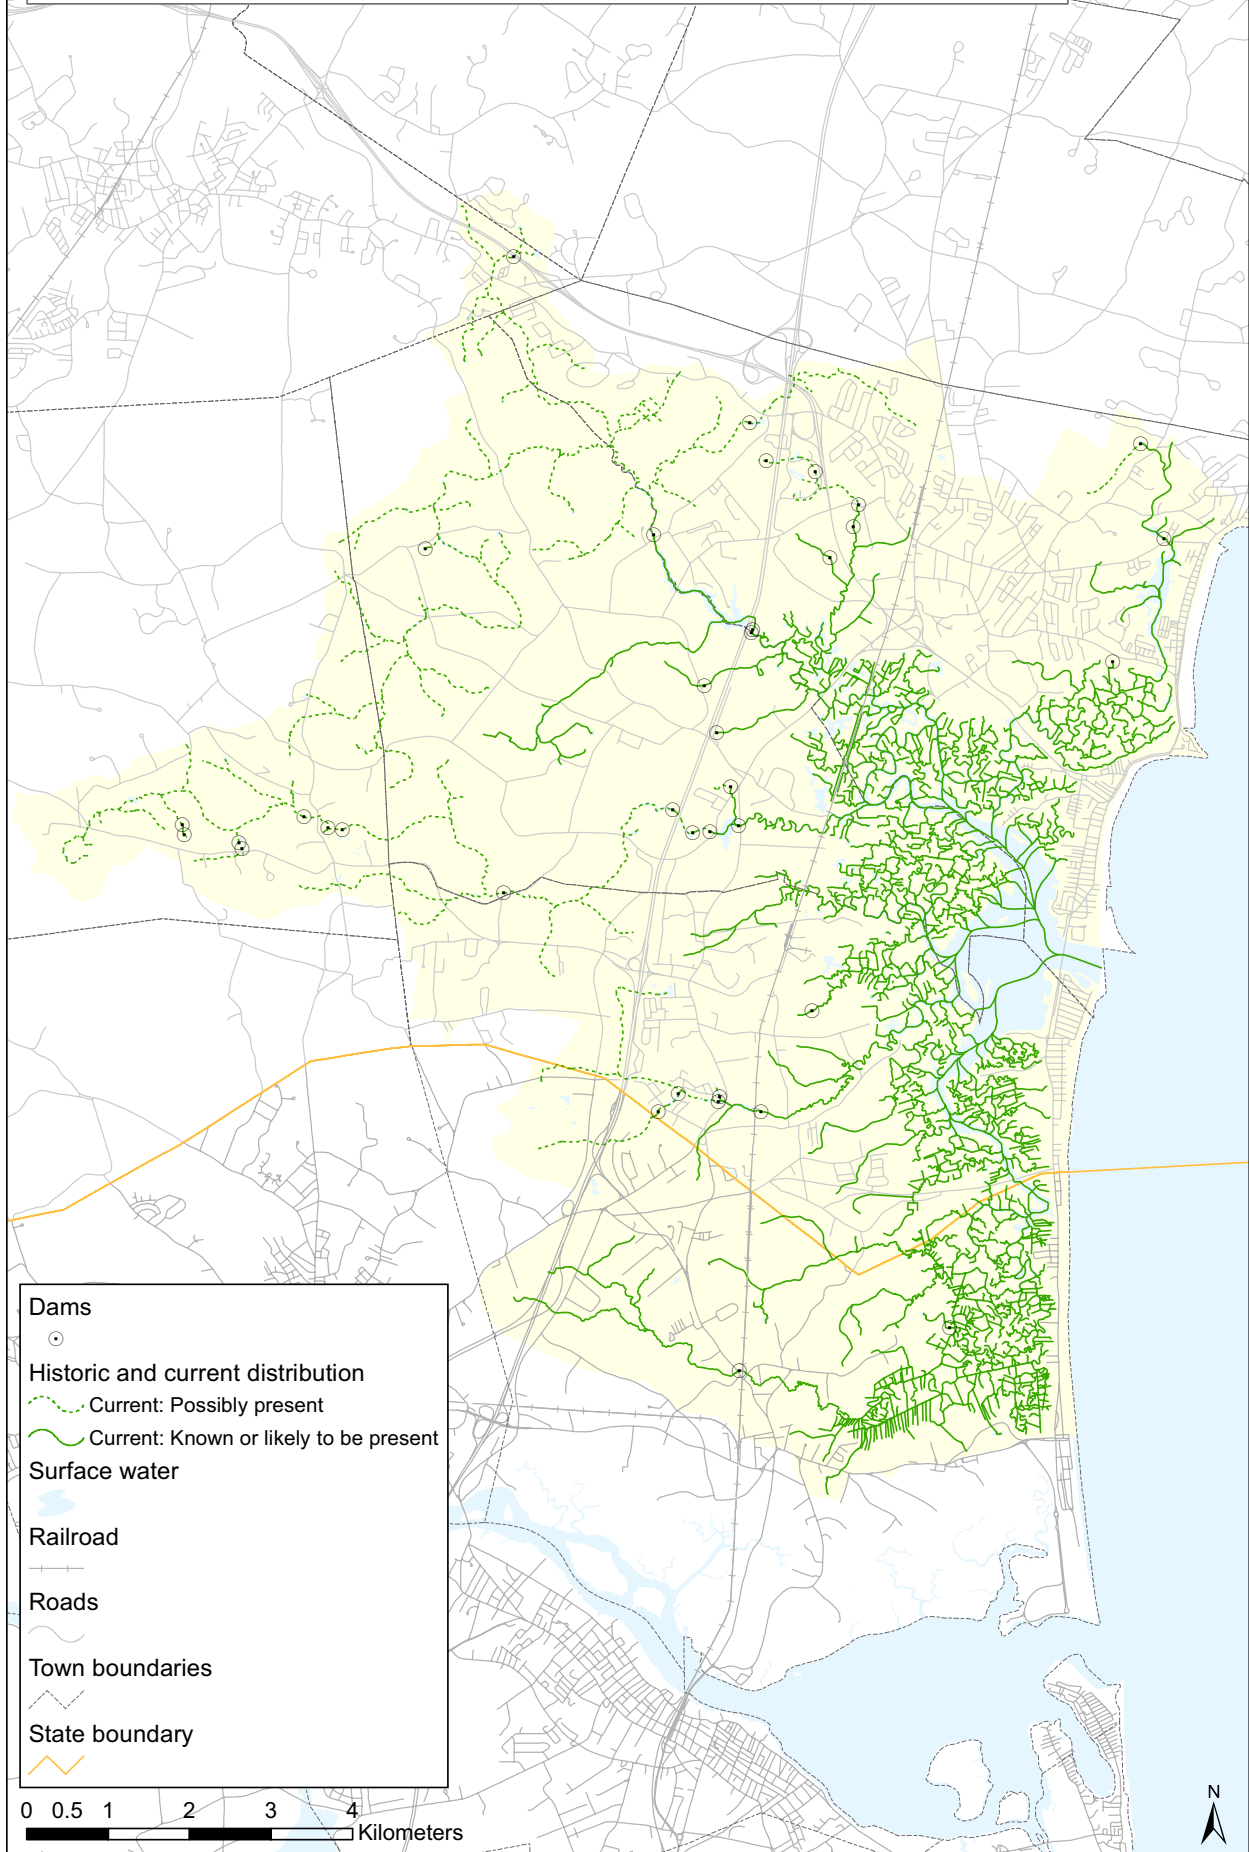 Dams
Historic and current distribution
Current: Possibly present
Current: Known or likely to be present
Surface water
Railroad
Roads
Town boundaries
State boundary
0 0.5 1 2 3 4
Kilometers
N